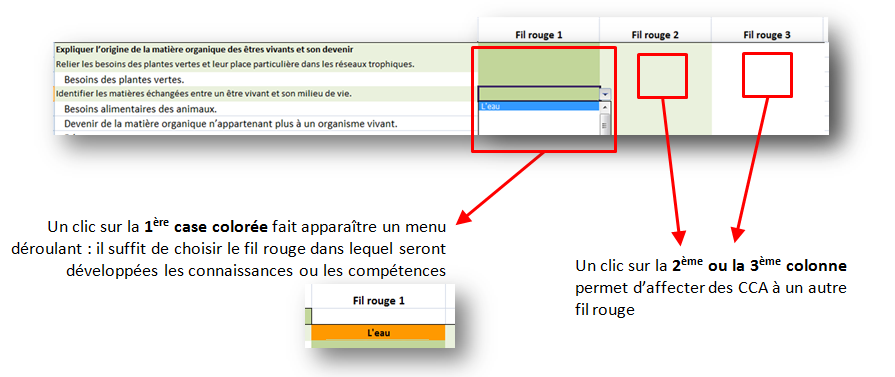 Fil rouge 1 Fil rouge 2 Fil rouge 3
Expliquer l'origine de la matière organique des êtres vivants et son devenir
Relier les besoins des plantes vertes et leur place particulière dans les réseaux trophiques.
Besoins des plantes vertes.
Identifier les matières échangées entre un être vivant et son milieu de vie.
L'eau
Besoins alimentaires des animaux.
Devenir de la matière organique n'appartenant plus à un organisme vivant.
Un clic sur la 1ère case colorée fait apparaître un menu
déroulant : il suffit de choisir le fil rouge dans lequel seront
développées les connaissances ou les compétences
Fil rouge 1
L'eau
Un clic sur la 2ème ou la 3ème colonne
permet d'affecter des CCA à un autre
fil rouge